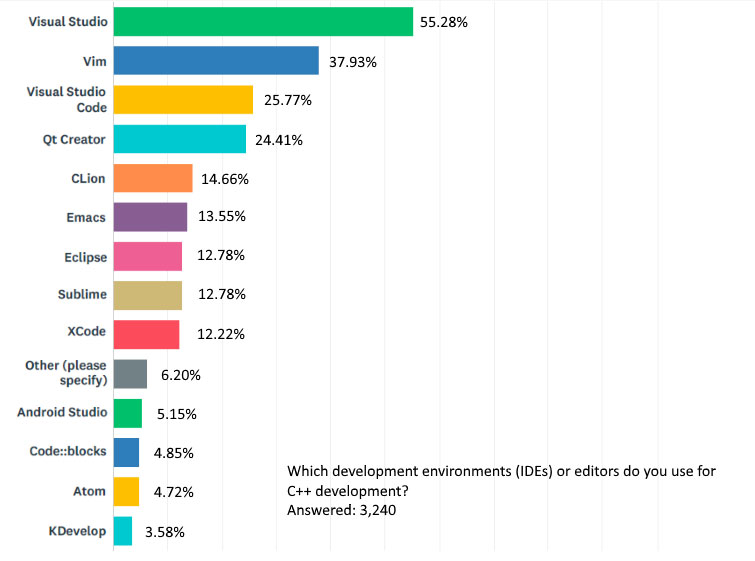 Visual Studio 55.28%
Vim 37.93%
Visual Studio
Code 25.77%
Qt Creator 24.41%
CLion 14.66%
Emacs 13.55%
Eclipse 12.78%
Sublime 12.78%
XCode 12.22%
Other (please
specify) 6.20%
Android Studio 5.15%
Code::blocks 4.85%
Atom 4.72%
KDevelop 3.58%
Which development environments (IDEs) or editors do you use for
C++ development?
Answered: 3,240